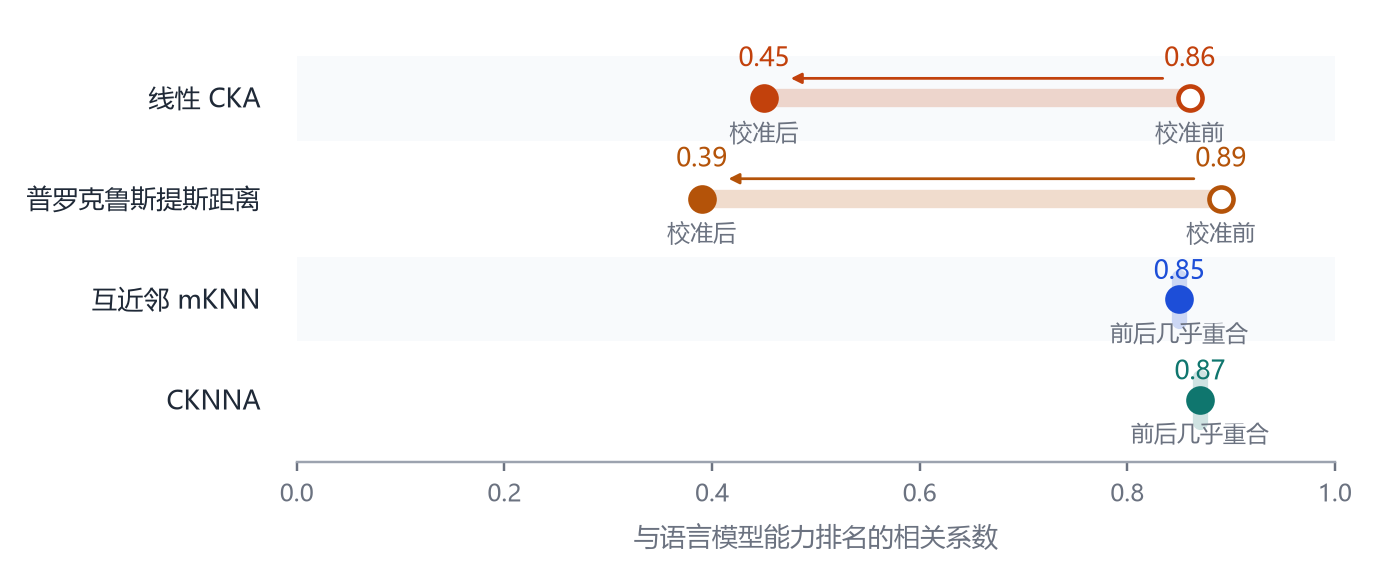 0.45
0.86
线性 CKA
校准后
校准前
0.39
0.89
普罗克鲁斯提斯距离
校准后
校准前
0.85
互近邻 mKNN
前后几乎重合
0.87
CKNNA
前后几乎重合
0.0
0.2
0.4
0.6
0.8
1.0
与语言模型能力排名的相关系数